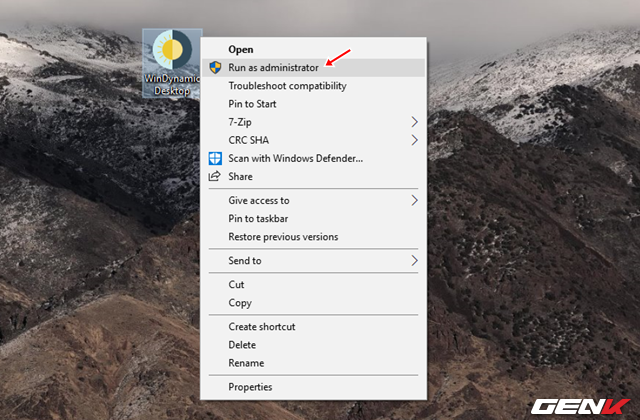 WinDynamic
Desktop
Open
Run as administrator
Troubleshoot compatibility
Pin to Start
7-Zip
CRC SHA
Scan with Windows Defender...
Share
Give access to
Pin to taskbar
Restore previous versions
Send to
Cut
Copy
Create shortcut
Delete
Rename
Properties
GENK